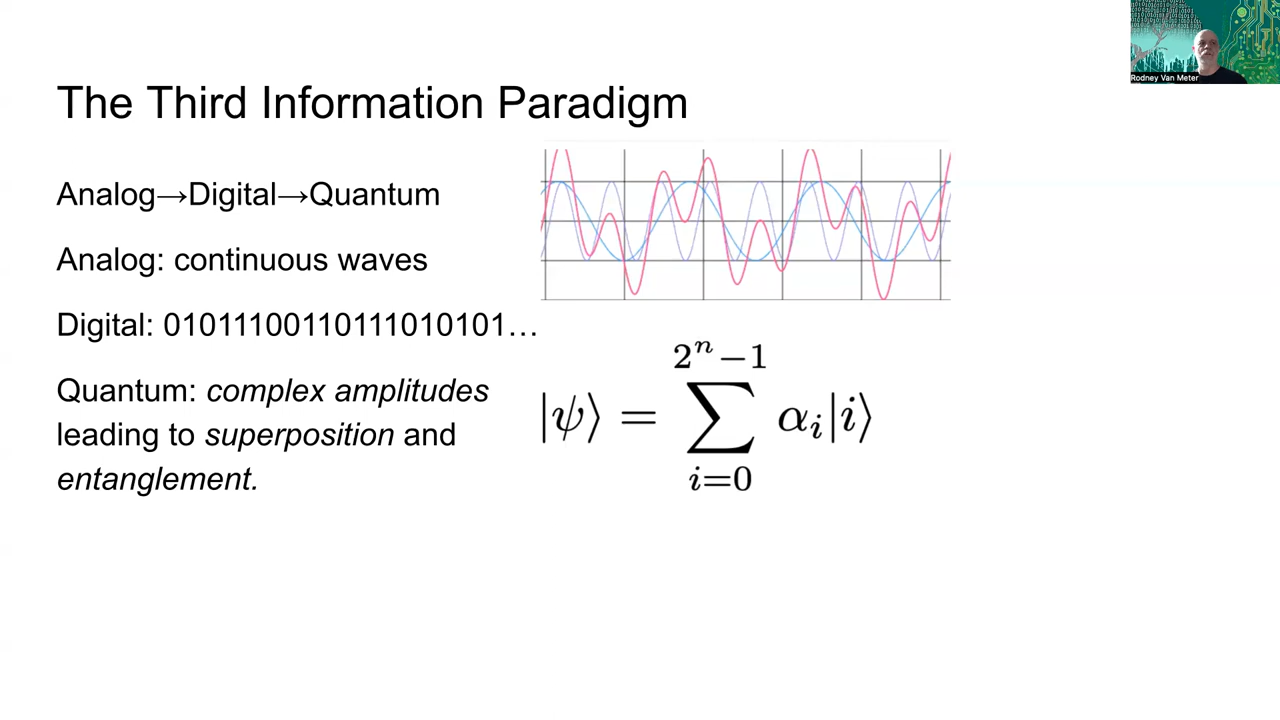 Rodney Van Meter
The Third Information Paradigm
Analog→Digital→Quantum
Analog: continuous waves
Digital: 01011100110111010101…
Quantum: complex amplitudes
leading to superposition and
entanglement.
|ψ⟩ = ∑_{i=0}^{2^n−1} α_i|i⟩